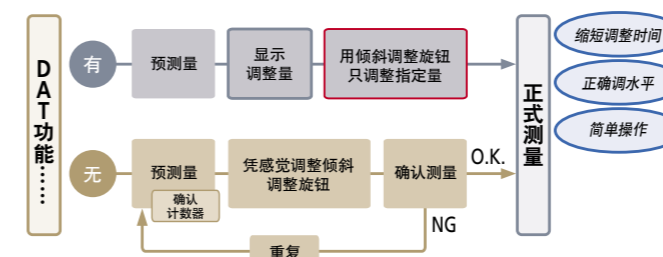 DAT功能……
有
预测量
显示
调整量
用倾斜调整旋钮
只调整指定量
正式测量
缩短调整时间
正确调水平
简单操作
无
预测量
确认
计数器
凭感觉调整倾斜
调整旋钮
确认测量
O.K.
NG
重复